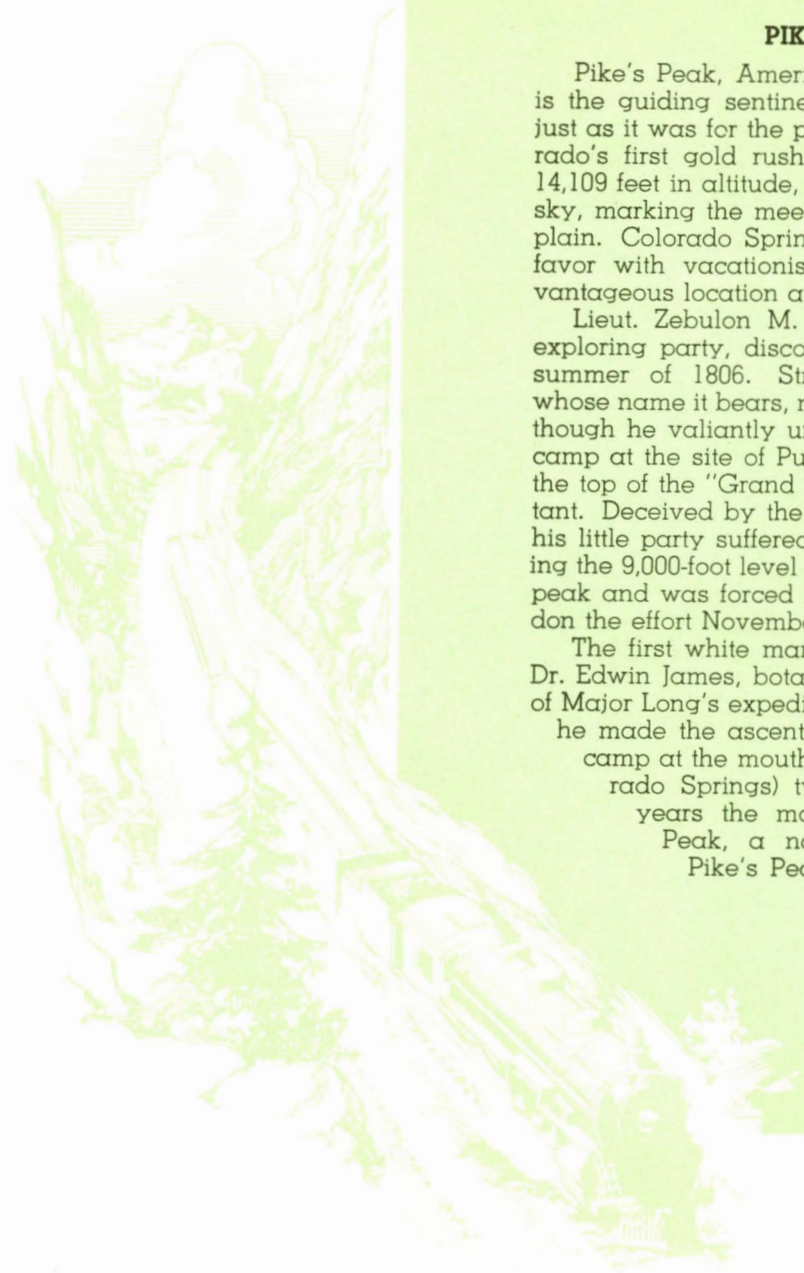 PIK
Pike's Peak, Amer
is the guiding sentine
just as it was for the p
rado's first gold rush
14,109 feet in altitude,
sky, marking the mee
plain. Colorado Sprin
favor with vacationis
vantageous location a
Lieut. Zebulon M.
exploring party, disco
summer of 1806. St
whose name it bears, r
though he valiantly u
camp at the site of Pu
the top of the "Grand
tant. Deceived by the
his little party suffered
ing the 9,000-foot level
peak and was forced
don the effort Novemb
The first white ma
Dr. Edwin James, bota
of Major Long's expedi
he made the ascent
camp at the mouth
rado Springs) t
years the mo
Peak, a n
Pike's Pea